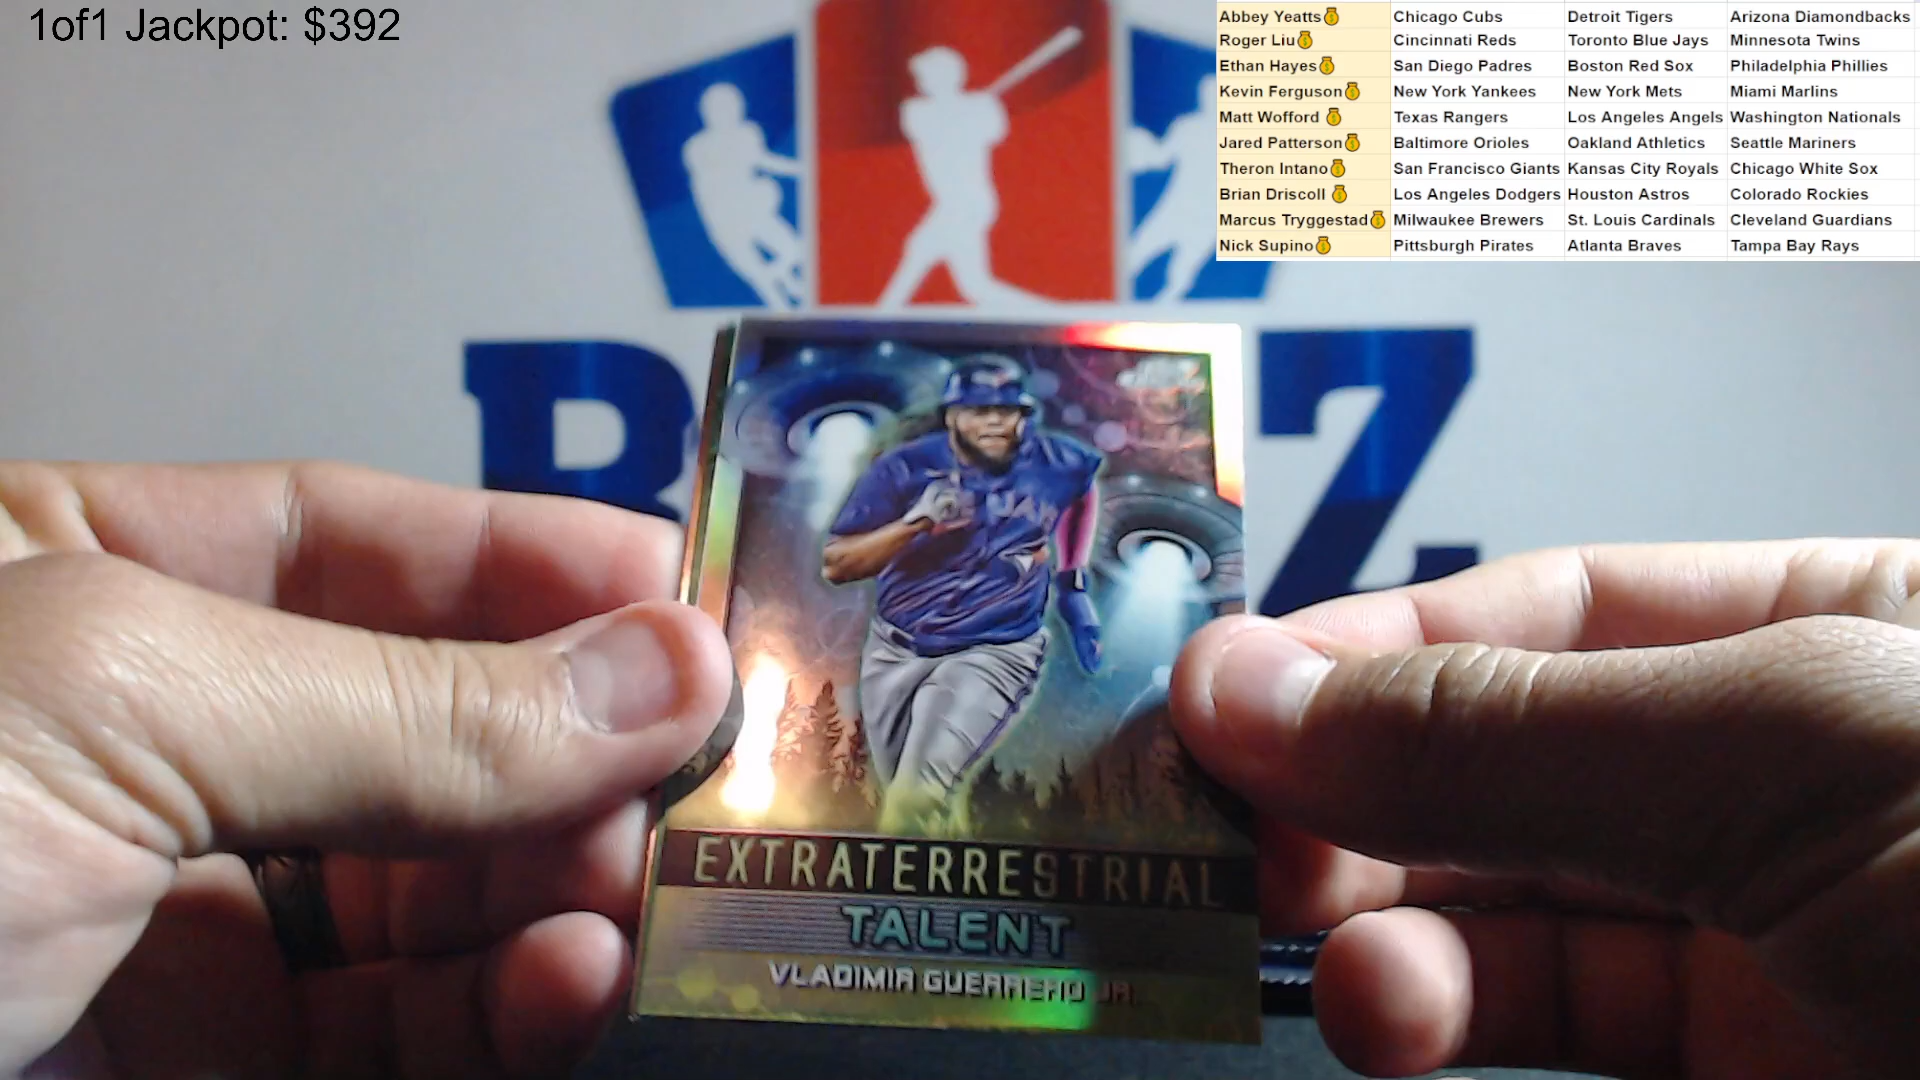 1of1 Jackpot: $392
Abbey Yeatts Chicago Cubs Detroit Tigers Arizona Diamondbacks
Roger Liu Cincinnati Reds Toronto Blue Jays Minnesota Twins
Ethan Hayes San Diego Padres Boston Red Sox Philadelphia Phillies
Kevin Ferguson New York Yankees New York Mets Miami Marlins
Matt Wofford Texas Rangers Los Angeles Angels Washington Nationals
Jared Patterson Baltimore Orioles Oakland Athletics Seattle Mariners
Theron Intano San Francisco Giants Kansas City Royals Chicago White Sox
Brian Driscoll Los Angeles Dodgers Houston Astros Colorado Rockies
Marcus Tryggestad Milwaukee Brewers St. Louis Cardinals Cleveland Guardians
Nick Supino Pittsburgh Pirates Atlanta Braves Tampa Bay Rays
EXTRATERRESTRIAL
TALENT
VLADIMIR GUERRERO JR.